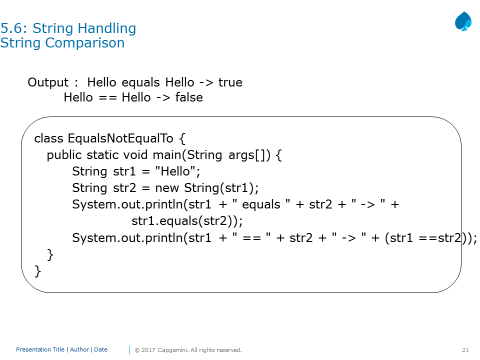 5.6: String Handling
String Comparison
Output :  Hello equals Hello -> true
Hello == Hello -> false
class EqualsNotEqualTo {
public static void main(String args[]) {
String str1 = "Hello";
String str2 = new String(str1);
System.out.println(str1 + " equals " + str2 + " -> " +
str1.equals(str2));
System.out.println(str1 + " == " + str2 + " -> " + (str1 ==str2));
}
}
Presentation Title | Author | Date
© 2017 Capgemini. All rights reserved.
21